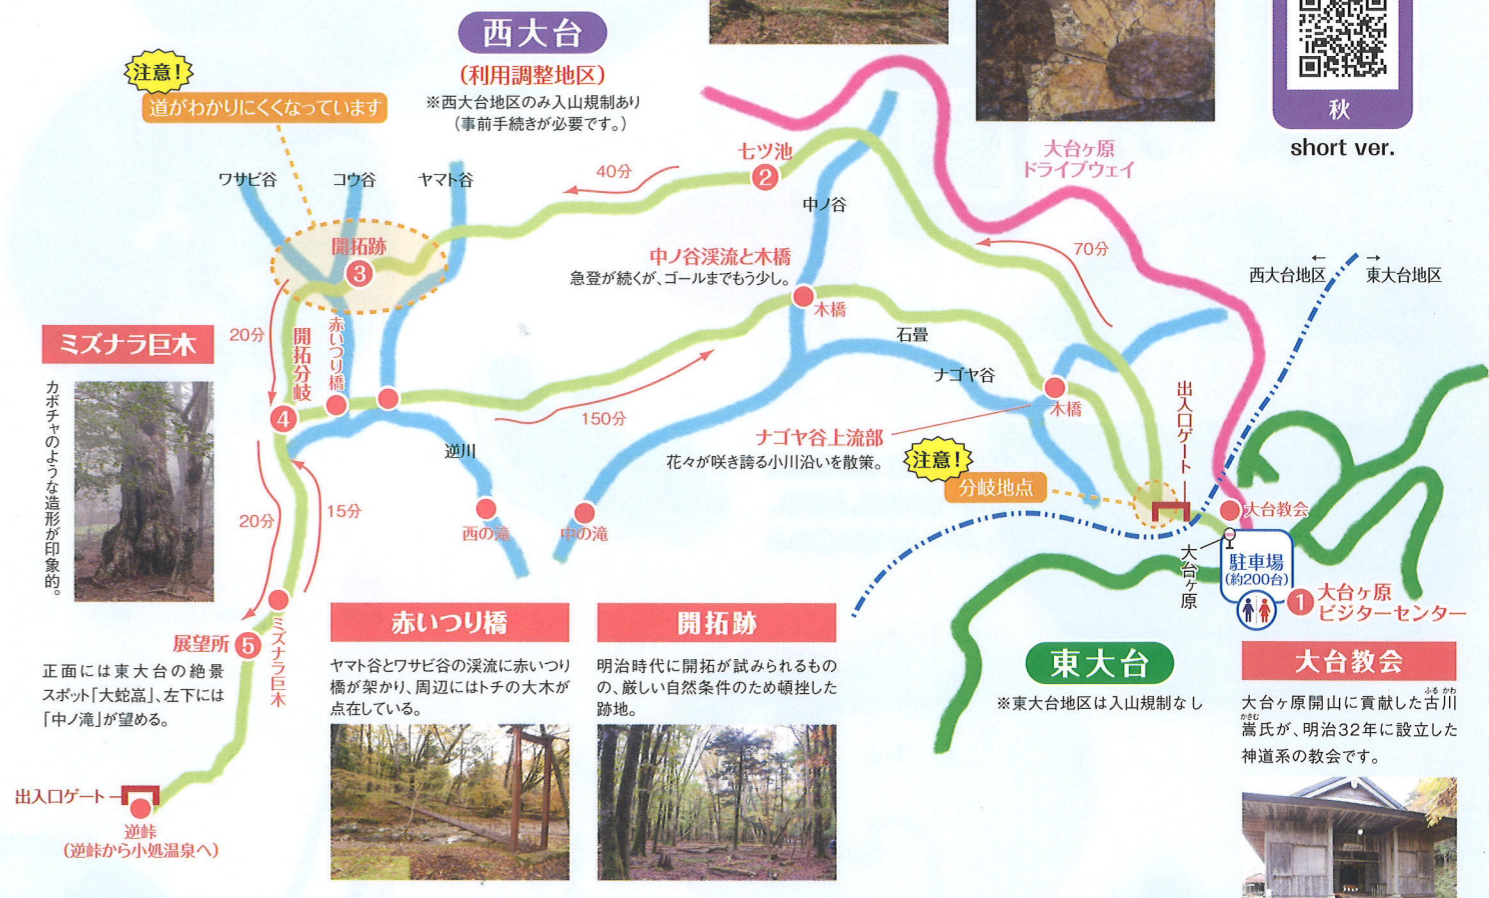 西大台
(利用調整地区)
※西大台地区のみ入山規制あり
(事前手続きが必要です。)
注意！
道がわかりにくくなっています
秋
short ver.
ワサビ谷
コウ谷
ヤマト谷
40分
七ツ池
2
中ノ谷
大台ヶ原
ドライブウェイ
70分
開拓跡
3
中ノ谷渓流と木橋
急登が続くが、ゴールまでもう少し。
木橋
石畳
ナゴヤ谷
木橋
← →
西大台地区 東大台地区
20分
開拓分岐
赤いつり橋
4
150分
逆川
ナゴヤ谷上流部
花々が咲き誇る小川沿いを散策。
注意！
分岐地点
出入口ゲート
大台教会
大台ヶ原
駐車場
(約200台)
1
大台ヶ原
ビジターセンター
西の滝
中の滝
20分
15分
ミズナラ巨木
カボチャのような造形が印象的。
展望所
5
ミズナラ巨木
正面には東大台の絶景
スポット「大蛇嵓」、左下には
「中ノ滝」が望める。
出入口ゲート
逆峠
(逆峠から小処温泉へ)
赤いつり橋
ヤマト谷とワサビ谷の渓流に赤いつり
橋が架かり、周辺にはトチの大木が
点在している。
開拓跡
明治時代に開拓が試みられるもの
の、厳しい自然条件のため頓挫した
跡地。
東大台
※東大台地区は入山規制なし
大台教会
大台ヶ原開山に貢献した古川
ふる かわ
嵩氏が、明治32年に設立した
かさむ
神道系の教会です。